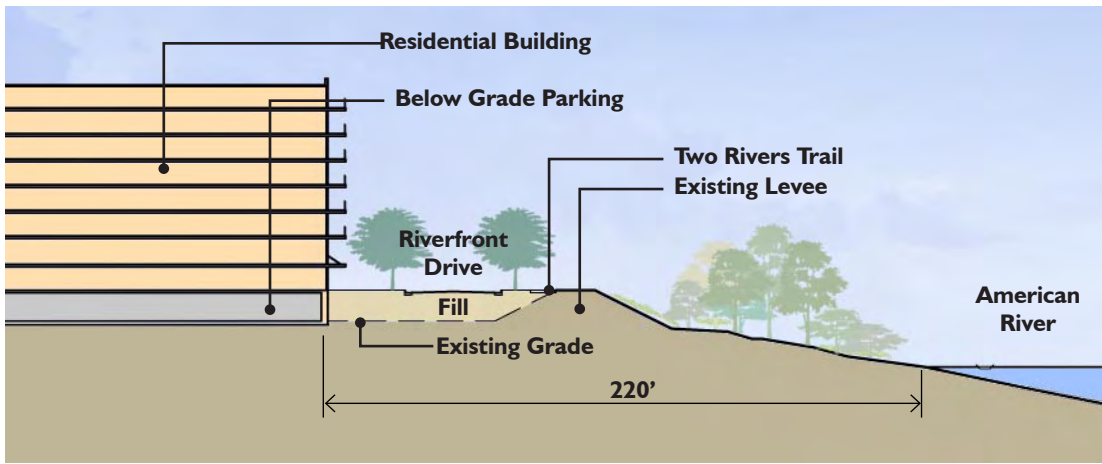 Residential Building
Below Grade Parking
Two Rivers Trail
Existing Levee
Riverfront
Drive
American
River
Fill
Existing Grade
220’